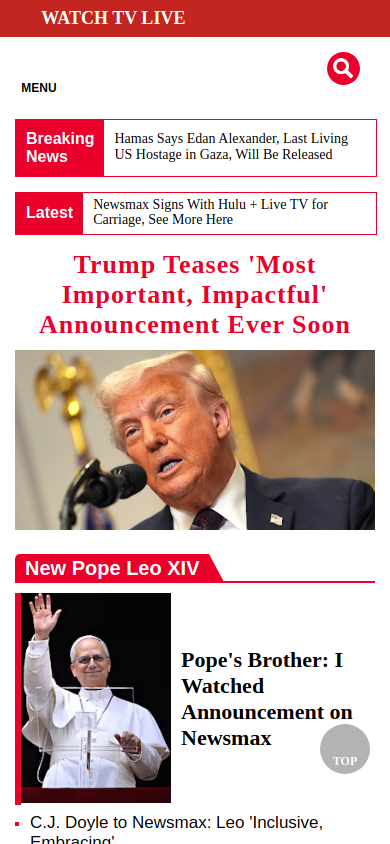 WATCH TV LIVE
MENU
Breaking
News
Hamas Says Edan Alexander, Last Living
US Hostage in Gaza, Will Be Released
Latest
Newsmax Signs With Hulu + Live TV for
Carriage, See More Here
Trump Teases 'Most
Important, Impactful'
Announcement Ever Soon
New Pope Leo XIV
Pope's Brother: I
Watched
Announcement on
Newsmax
TOP
C.J. Doyle to Newsmax: Leo 'Inclusive,
Embracing'